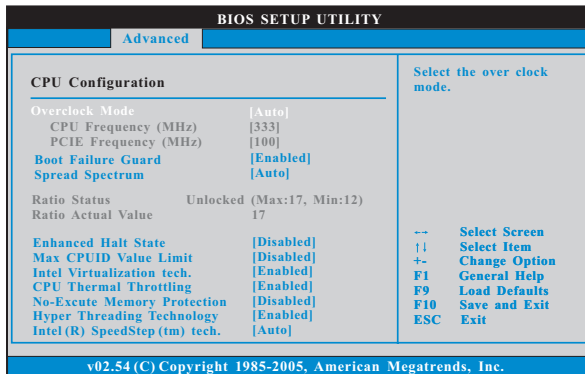 BIOS SETUP UTILITY
Advanced
CPU Configuration
Overclock Mode [Auto]
CPU Frequency (MHz) [333]
PCIE Frequency (MHz) [100]
Boot Failure Guard [Enabled]
Spread Spectrum [Auto]
Ratio Status Unlocked (Max:17, Min:12)
Ratio Actual Value 17
Enhanced Halt State [Disabled]
Max CPUID Value Limit [Disabled]
Intel Virtualization tech. [Enabled]
CPU Thermal Throttling [Enabled]
No-Excute Memory Protection [Disabled]
Hyper Threading Technology [Enabled]
Intel (R) SpeedStep (tm) tech. [Auto]
Select the over clock
mode.
←→ Select Screen
↑↓ Select Item
+- Change Option
F1 General Help
F9 Load Defaults
F10 Save and Exit
ESC Exit
v02.54 (C) Copyright 1985-2005, American Megatrends, Inc.